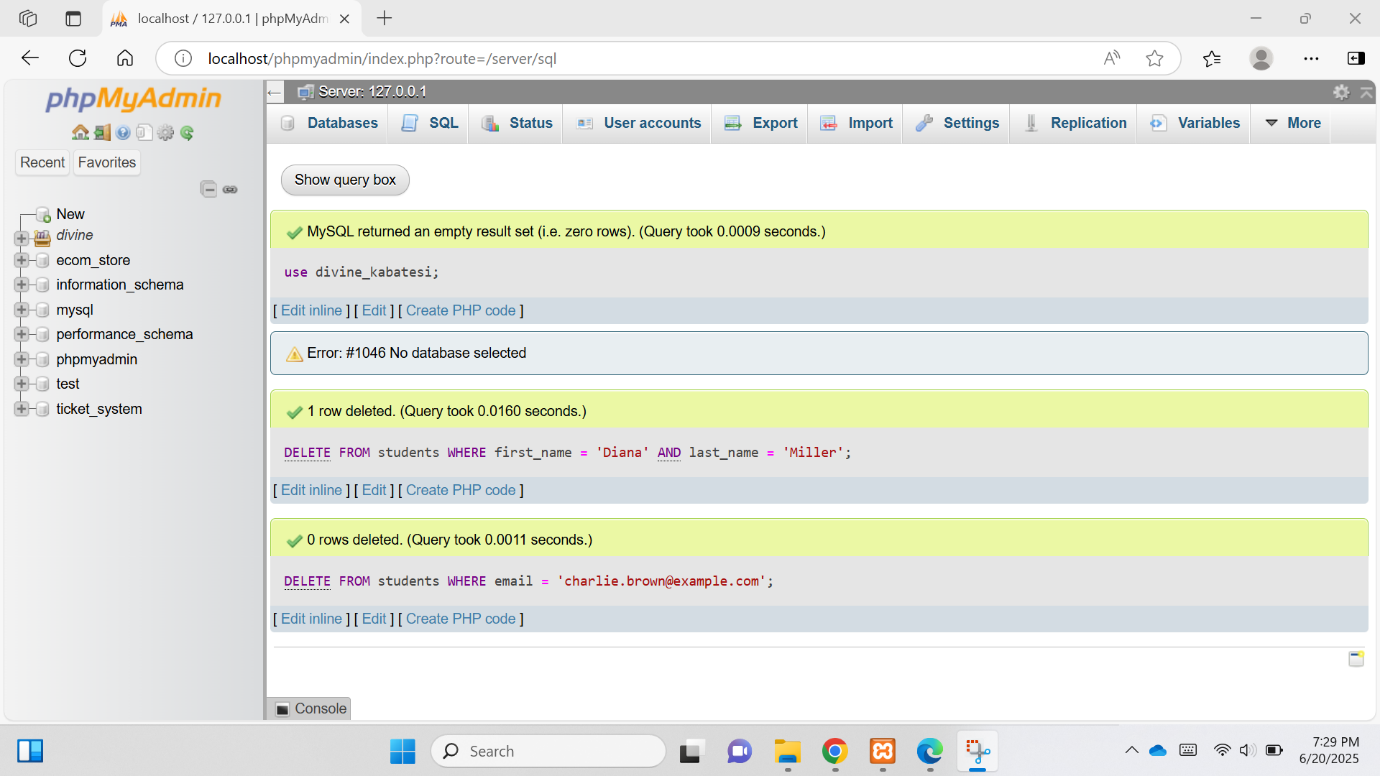 localhost / 127.0.0.1 | phpMyAdm
localhost/phpmyadmin/index.php?route=/server/sql
phpMyAdmin
Recent
Favorites
New
divine
ecom_store
information_schema
mysql
performance_schema
phpmyadmin
test
ticket_system
Server: 127.0.0.1
Databases
SQL
Status
User accounts
Export
Import
Settings
Replication
Variables
More
Show query box
MySQL returned an empty result set (i.e. zero rows). (Query took 0.0009 seconds.)
use divine_kabatesi;
[ Edit inline ] [ Edit ] [ Create PHP code ]
Error: #1046 No database selected
1 row deleted. (Query took 0.0160 seconds.)
DELETE FROM students WHERE first_name = 'Diana' AND last_name = 'Miller';
[ Edit inline ] [ Edit ] [ Create PHP code ]
0 rows deleted. (Query took 0.0011 seconds.)
DELETE FROM students WHERE email = 'charlie.brown@example.com';
[ Edit inline ] [ Edit ] [ Create PHP code ]
Console
Search
7:29 PM
6/20/2025